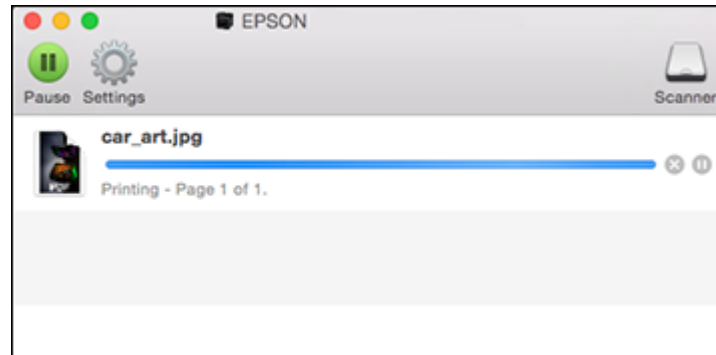 EPSON
Pause Settings Scanner
car_art.jpg
Printing - Page 1 of 1.